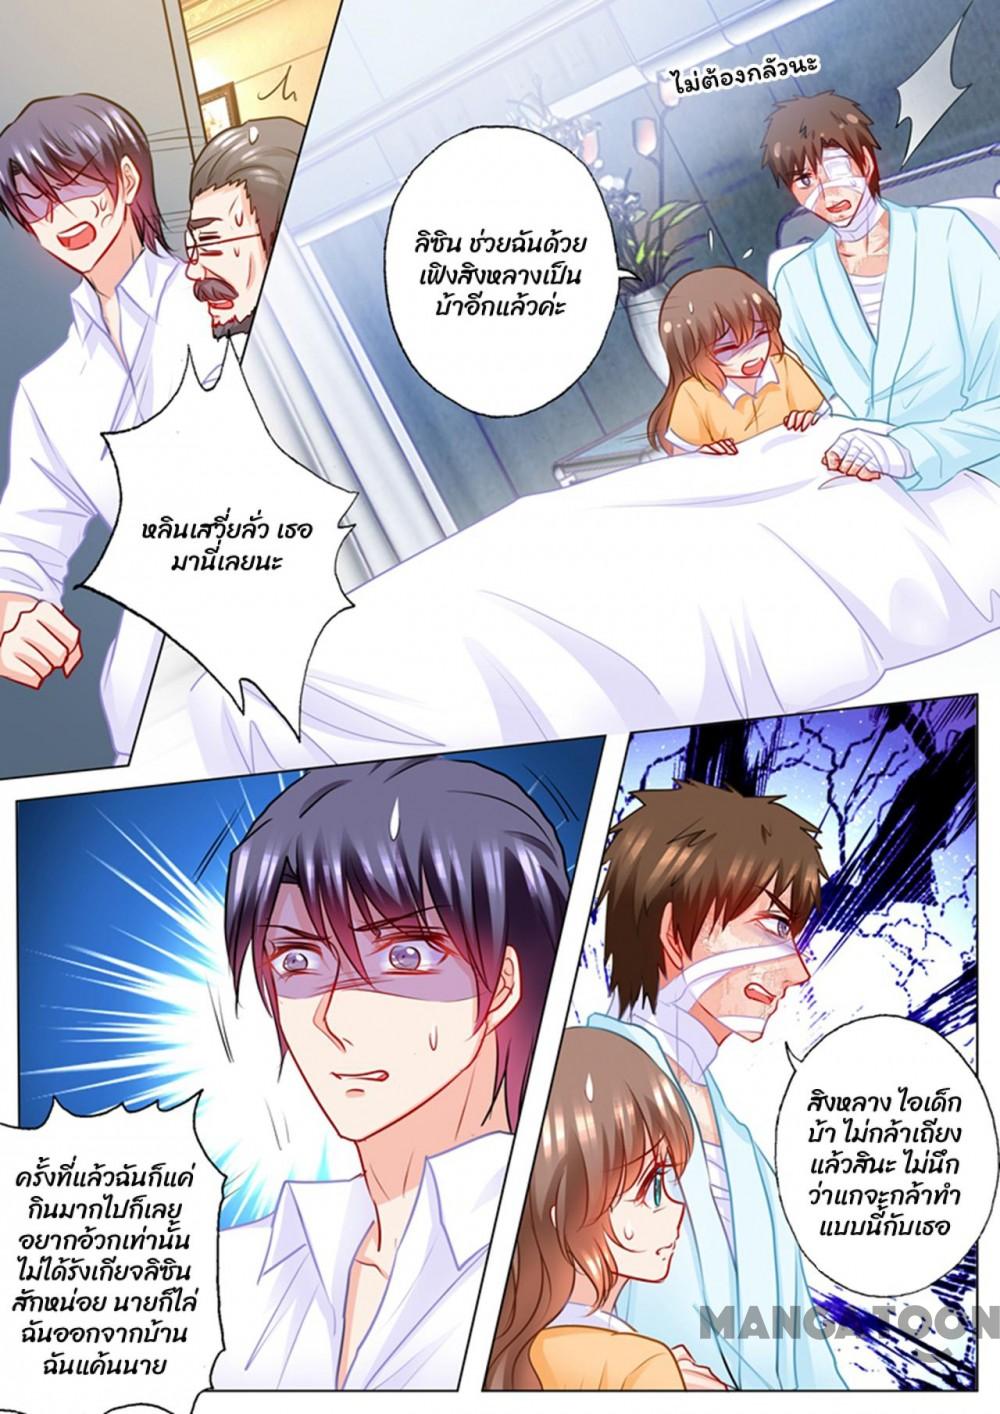 ไม่ต้องกลัวนะ
ลิซิน ช่วยฉันด้วย
เฟิงสิงหลางเป็น
บ้าอีกแล้วค่ะ
หลินเสวี่ยลั่ว เธอ
มานี่เลยนะ
สิงหลาง ไอเด็ก
บ้า ไม่กล้าเถียง
แล้วสินะ ไม่นึก
ว่าแกจะกล้าทำ
แบบนี้กับเธอ
ครั้งที่แล้วฉันก็แค่
กินมากไปก็เลย
อยากอ้วกเท่านั้น
ไม่ได้รังเกียจลิซิน
สักหน่อย นายก็ไล่
ฉันออกจากบ้าน
ฉันแค้นนาย
MANGATOON